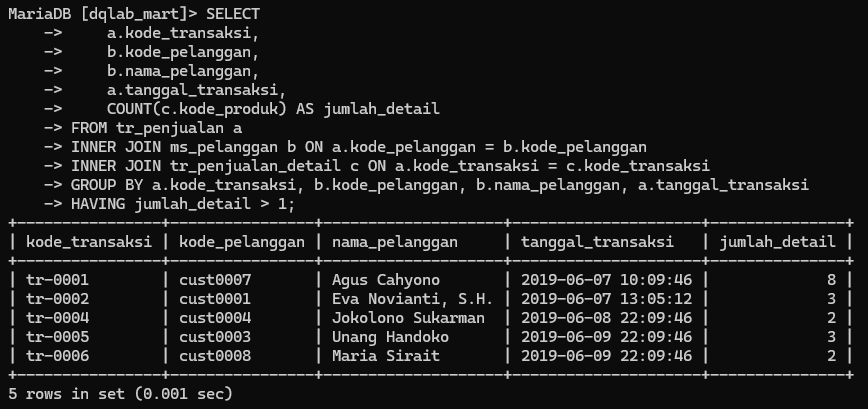 MariaDB [dqlab_mart]> SELECT
    ->     a.kode_transaksi,
    ->     b.kode_pelanggan,
    ->     b.nama_pelanggan,
    ->     a.tanggal_transaksi,
    ->     COUNT(c.kode_produk) AS jumlah_detail
    -> FROM tr_penjualan a
    -> INNER JOIN ms_pelanggan b ON a.kode_pelanggan = b.kode_pelanggan
    -> INNER JOIN tr_penjualan_detail c ON a.kode_transaksi = c.kode_transaksi
    -> GROUP BY a.kode_transaksi, b.kode_pelanggan, b.nama_pelanggan, a.tanggal_transaksi
    -> HAVING jumlah_detail > 1;
+----------------+----------------+--------------------+---------------------+---------------+
| kode_transaksi | kode_pelanggan | nama_pelanggan     | tanggal_transaksi   | jumlah_detail |
+----------------+----------------+--------------------+---------------------+---------------+
| tr-0001        | cust0007       | Agus Cahyono       | 2019-06-07 10:09:46 |             8 |
| tr-0002        | cust0001       | Eva Novianti, S.H. | 2019-06-07 13:05:12 |             3 |
| tr-0004        | cust0004       | Jokolono Sukarman  | 2019-06-08 22:09:46 |             2 |
| tr-0005        | cust0003       | Unang Handoko      | 2019-06-09 22:09:46 |             3 |
| tr-0006        | cust0008       | Maria Sirait       | 2019-06-09 22:09:46 |             2 |
+----------------+----------------+--------------------+---------------------+---------------+
5 rows in set (0.001 sec)